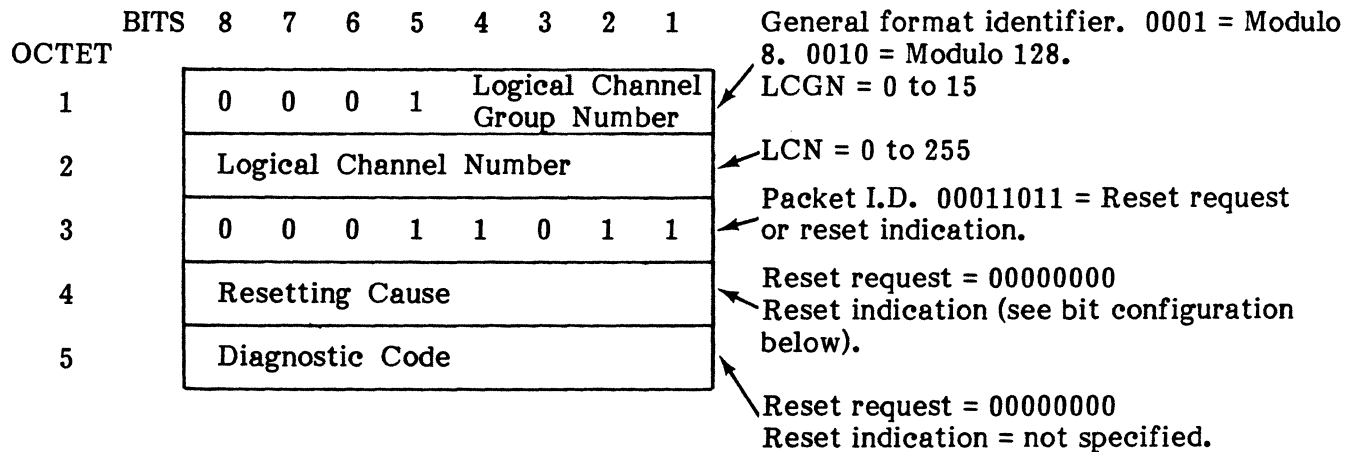 BITS 8 7 6 5 4 3 2 1
OCTET
1 0 0 0 1 Logical Channel
Group Number
2 Logical Channel Number
3 0 0 0 1 1 0 1 1
4 Resetting Cause
5 Diagnostic Code
General format identifier. 0001 = Modulo
8. 0010 = Modulo 128.
LCGN = 0 to 15
LCN = 0 to 255
Packet I.D. 00011011 = Reset request
or reset indication.
Reset request = 00000000
Reset indication (see bit configuration
below).
Reset request = 00000000
Reset indication = not specified.